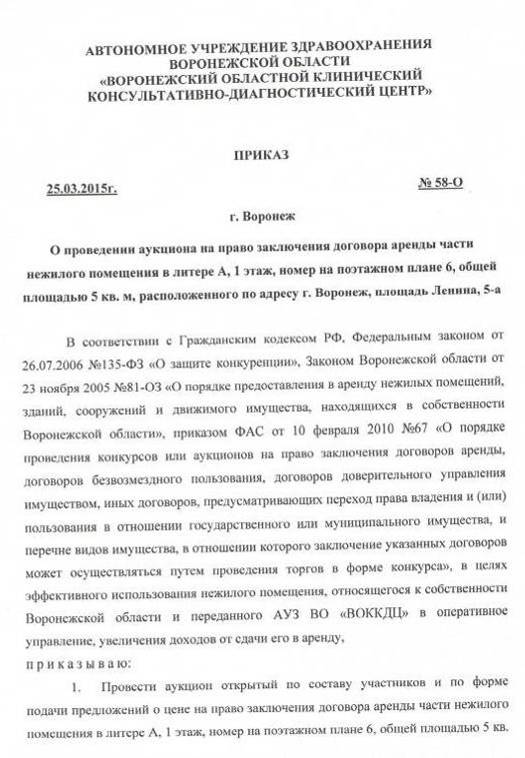 АВТОНОМНОЕ УЧРЕЖДЕНИЕ ЗДРАВООХРАНЕНИЯ
ВОРОНЕЖСКОЙ ОБЛАСТИ
«ВОРОНЕЖСКИЙ ОБЛАСТНОЙ КЛИНИЧЕСКИЙ
КОНСУЛЬТАТИВНО-ДИАГНОСТИЧЕСКИЙ ЦЕНТР»
ПРИКАЗ
25.03.2015г. № 58-О
г. Воронеж
О проведении аукциона на право заключения договора аренды части
нежилого помещения в литере А, 1 этаж, номер на поэтажном плане 6, общей
площадью 5 кв. м, расположенного по адресу г. Воронеж, площадь Ленина, 5-а
В соответствии с Гражданским кодексом РФ, Федеральным законом от
26.07.2006 №135-ФЗ «О защите конкуренции», Законом Воронежской области от
23 ноября 2005 №81-ОЗ «О порядке предоставления в аренду нежилых помещений,
зданий, сооружений и движимого имущества, находящихся в собственности
Воронежской области», приказом ФАС от 10 февраля 2010 №67 «О порядке
проведения конкурсов или аукционов на право заключения договоров аренды,
договоров безвозмездного пользования, договоров доверительного управления
имуществом, иных договоров, предусматривающих переход права владения и (или)
пользования в отношении государственного или муниципального имущества, и
перечне видов имущества, в отношении которого заключение указанных договоров
может осуществляться путем проведения торгов в форме конкурса», в целях
эффективного использования нежилого помещения, относящегося к собственности
Воронежской области и переданного АУЗ ВО «ВОККДЦ» в оперативное
управление, увеличения доходов от сдачи его в аренду,
п р и к а з ы в а ю:
1. Провести аукцион открытый по составу участников и по форме
подачи предложений о цене на право заключения договора аренды части нежилого
помещения в литере А, 1 этаж, номер на поэтажном плане 6, общей площадью 5 кв.